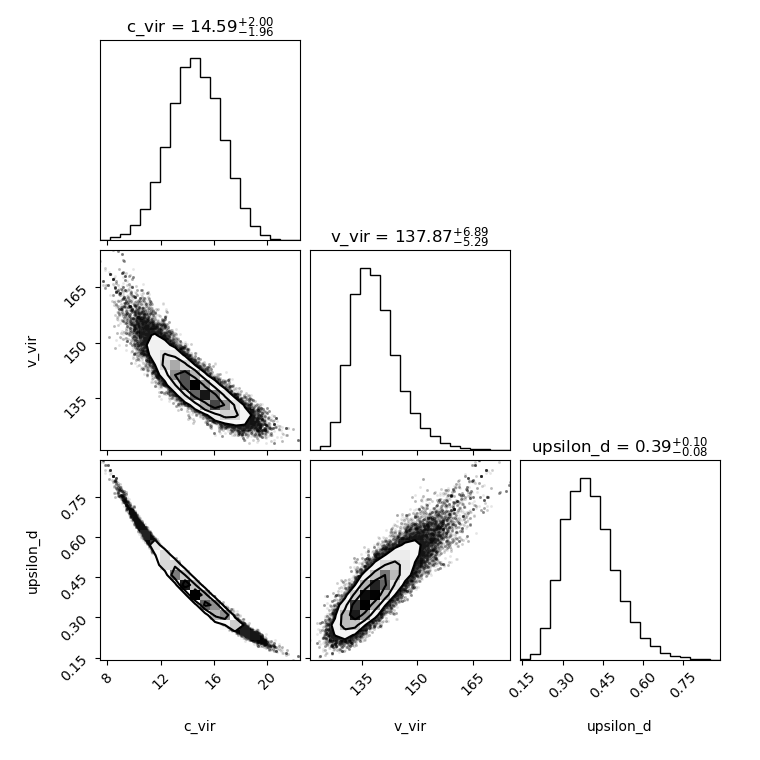 c_vir = 14.59+2.00−1.96
v_vir = 137.87+6.89−5.29
165
150
135
v_vir
upsilon_d = 0.39+0.10−0.08
0.75
0.60
0.45
0.30
0.15
upsilon_d
8 12 16 20
135 150 165
0.15 0.30 0.45 0.60 0.75
c_vir v_vir upsilon_d